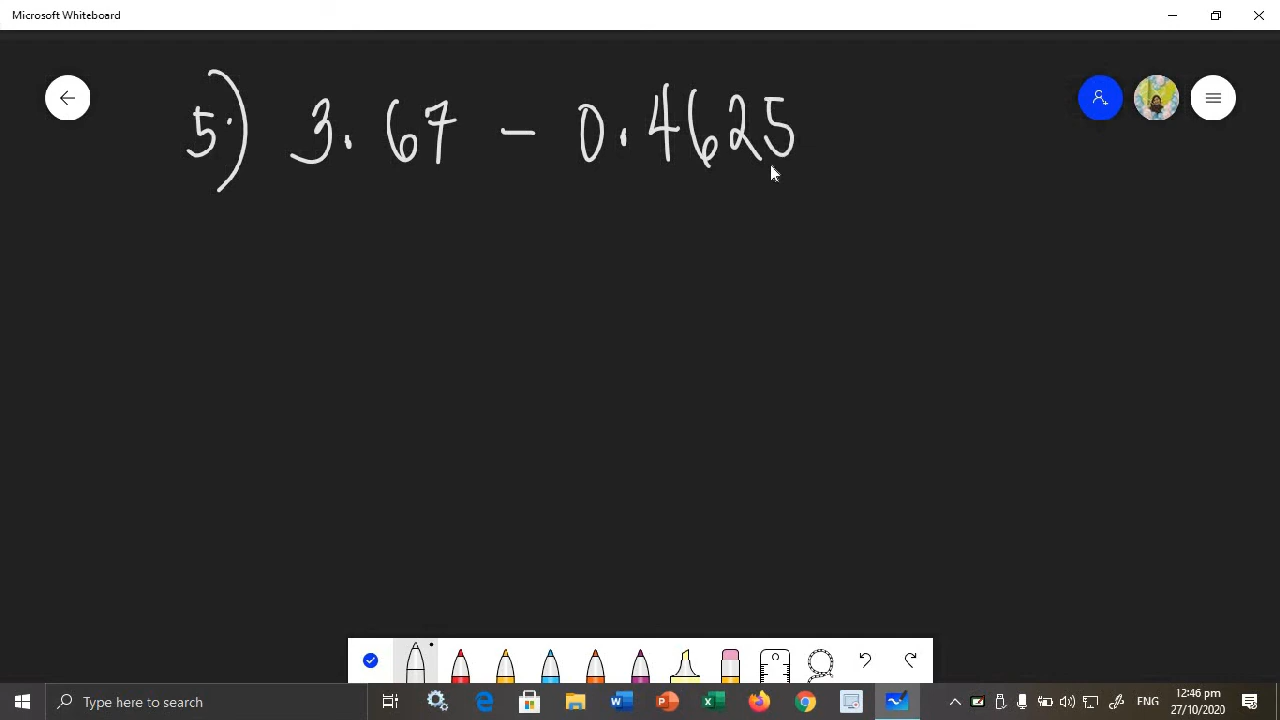 Microsoft Whiteboard
5.) 3.67 - 0.4625
Type here to search
ENG
12:46 pm
27/10/2020